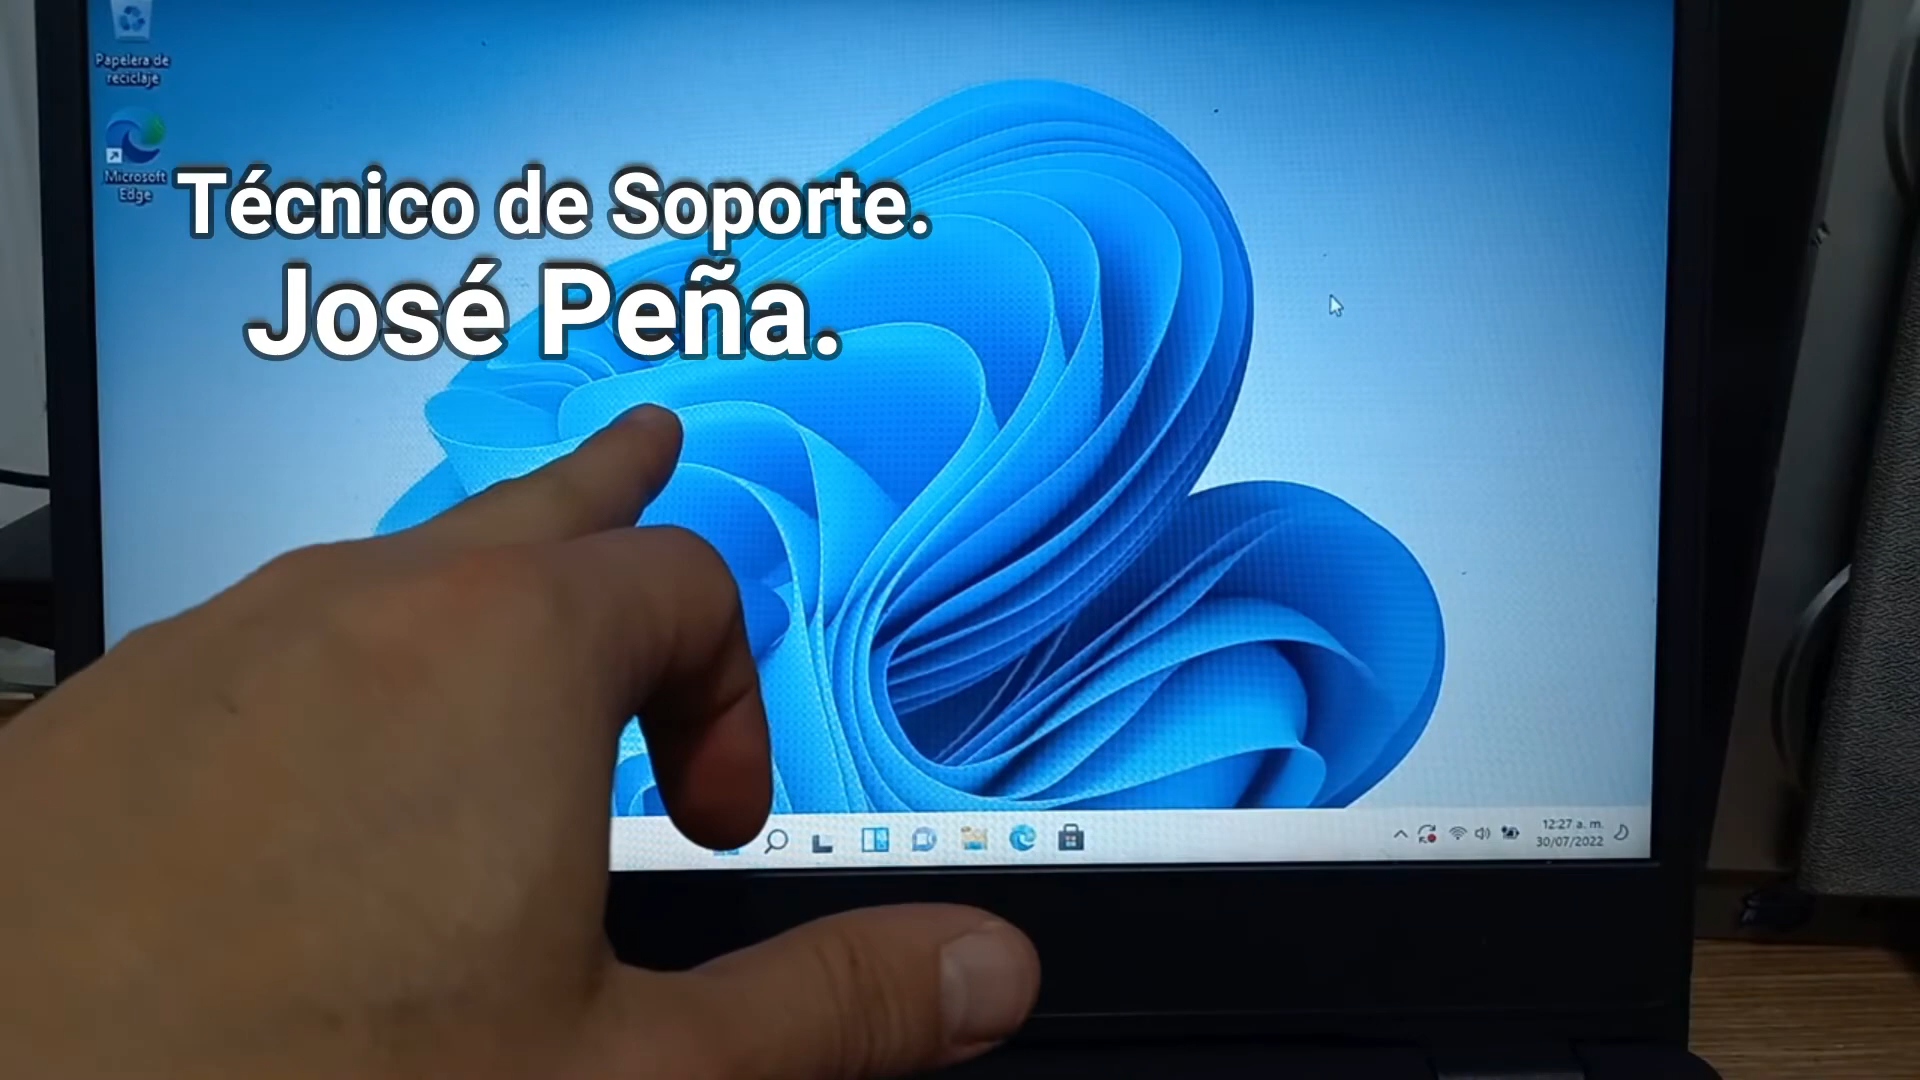 Papelera de
reciclaje
Microsoft
Edge
Técnico de Soporte.
José Peña.
12:27 a. m.
30/07/2022